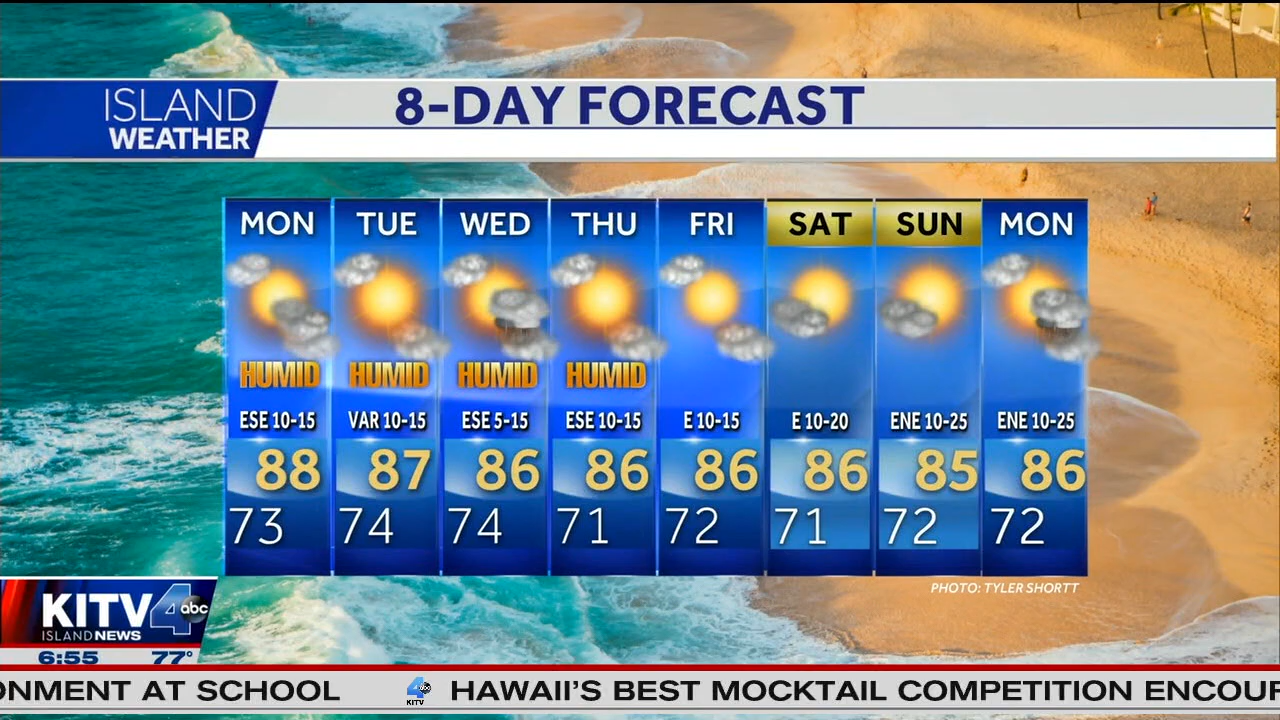 ISLAND
WEATHER
8-DAY FORECAST
MON TUE WED THU FRI SAT SUN MON
HUMID HUMID HUMID HUMID
ESE 10-15 VAR 10-15 ESE 5-15 ESE 10-15 E 10-15 E 10-20 ENE 10-25 ENE 10-25
88 87 86 86 86 86 85 86
73 74 74 71 72 71 72 72
PHOTO: TYLER SHORTT
KITV4 abc
ISLAND NEWS
6:55 77°
ONMENT AT SCHOOL 4 abc KITV HAWAII'S BEST MOCKTAIL COMPETITION ENCOUR